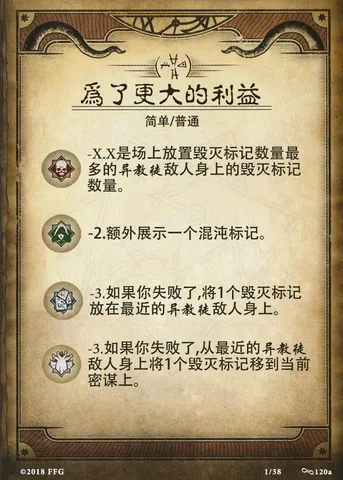 為了更大的利益
简单/普通
-X.X是场上放置毁灭标记数量最
多的异教徒敌人身上的毁灭标记
数量。
-2.额外展示一个混沌标记。
-3.如果你失败了,将1个毁灭标记
放在最近的异教徒敌人身上。
-3.如果你失败了,从最近的异教徒
敌人身上将1个毁灭标记移到当前
密谋上。
©2018 FFG
1/38
120a